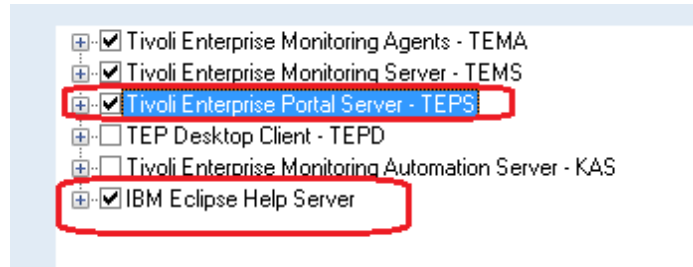 Tivoli Enterprise Monitoring Agents - TEMA
Tivoli Enterprise Monitoring Server - TEMS
Tivoli Enterprise Portal Server - TEPS
TEP Desktop Client - TEPD
Tivoli Enterprise Monitoring Automation Server - KAS
IBM Eclipse Help Server